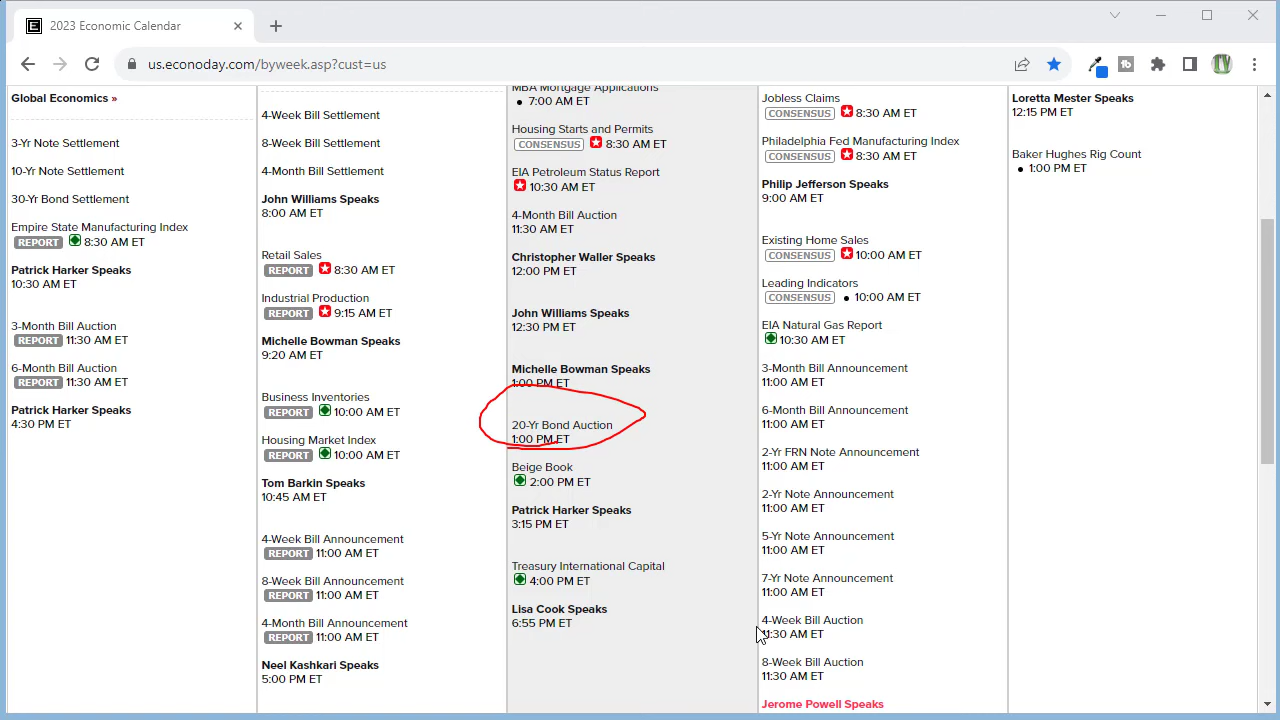 2023 Economic Calendar
us.econoday.com/byweek.asp?cust=us
Global Economics »
3-Yr Note Settlement
10-Yr Note Settlement
30-Yr Bond Settlement
Empire State Manufacturing Index
REPORT 8:30 AM ET
Patrick Harker Speaks
10:30 AM ET
3-Month Bill Auction
REPORT 11:30 AM ET
6-Month Bill Auction
REPORT 11:30 AM ET
Patrick Harker Speaks
4:30 PM ET
4-Week Bill Settlement
8-Week Bill Settlement
4-Month Bill Settlement
John Williams Speaks
8:00 AM ET
Retail Sales
REPORT 8:30 AM ET
Industrial Production
REPORT 9:15 AM ET
Michelle Bowman Speaks
9:20 AM ET
Business Inventories
REPORT 10:00 AM ET
Housing Market Index
REPORT 10:00 AM ET
Tom Barkin Speaks
10:45 AM ET
4-Week Bill Announcement
REPORT 11:00 AM ET
8-Week Bill Announcement
REPORT 11:00 AM ET
4-Month Bill Announcement
REPORT 11:00 AM ET
Neel Kashkari Speaks
5:00 PM ET
MBA Mortgage Applications
7:00 AM ET
Housing Starts and Permits
CONSENSUS 8:30 AM ET
EIA Petroleum Status Report
10:30 AM ET
4-Month Bill Auction
11:30 AM ET
Christopher Waller Speaks
12:00 PM ET
John Williams Speaks
12:30 PM ET
Michelle Bowman Speaks
1:00 PM ET
20-Yr Bond Auction
1:00 PM ET
Beige Book
2:00 PM ET
Patrick Harker Speaks
3:15 PM ET
Treasury International Capital
4:00 PM ET
Lisa Cook Speaks
6:55 PM ET
Jobless Claims
CONSENSUS 8:30 AM ET
Philadelphia Fed Manufacturing Index
CONSENSUS 8:30 AM ET
Philip Jefferson Speaks
9:00 AM ET
Existing Home Sales
CONSENSUS 10:00 AM ET
Leading Indicators
CONSENSUS 10:00 AM ET
EIA Natural Gas Report
10:30 AM ET
3-Month Bill Announcement
11:00 AM ET
6-Month Bill Announcement
11:00 AM ET
2-Yr FRN Note Announcement
11:00 AM ET
2-Yr Note Announcement
11:00 AM ET
5-Yr Note Announcement
11:00 AM ET
7-Yr Note Announcement
11:00 AM ET
4-Week Bill Auction
11:30 AM ET
8-Week Bill Auction
11:30 AM ET
Jerome Powell Speaks
Loretta Mester Speaks
12:15 PM ET
Baker Hughes Rig Count
1:00 PM ET